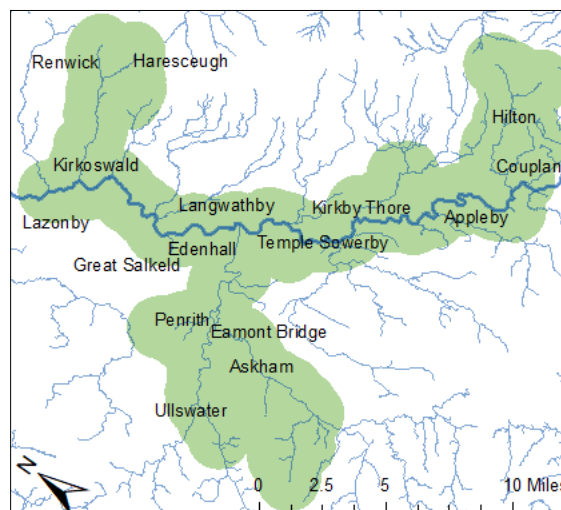 Renwick
Haresceugh
Hilton
Kirkoswald
Couplan
Langwathby
Kirkby Thore
Lazonby
Appleby
Edenhall
Temple Sowerby
Great Salkeld
Penrith
Eamont Bridge
Askham
Ullswater
N
0 2.5 5 10 Miles